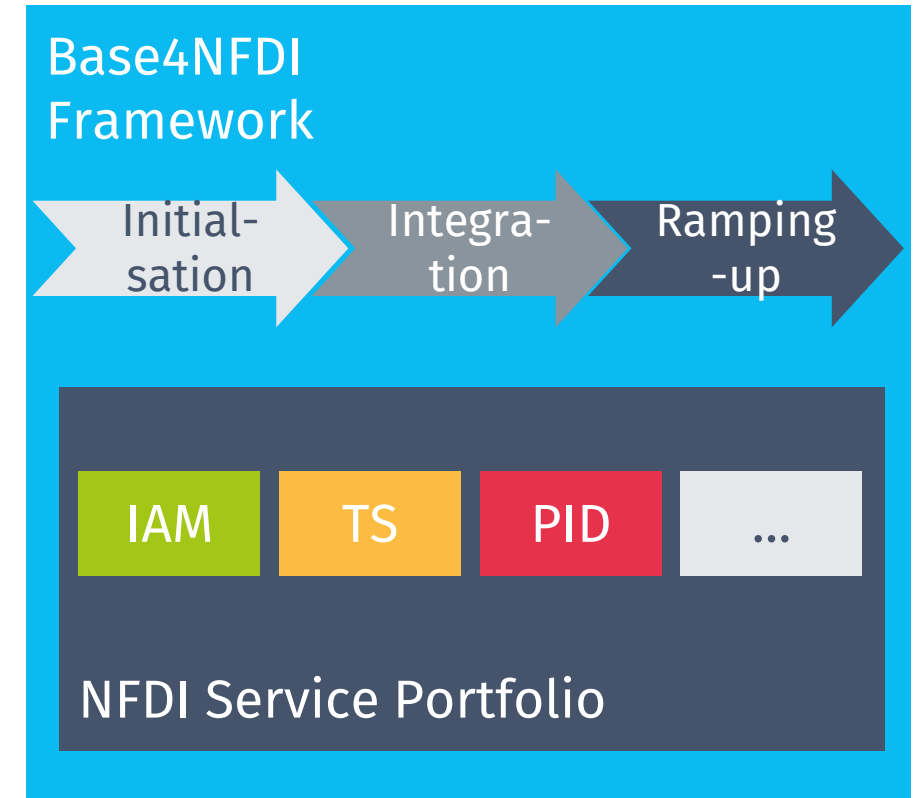 Base4NFDI
Framework
Initial-
sation
Integra-
tion
Ramping
-up
IAM
TS
PID
...
NFDI Service Portfolio